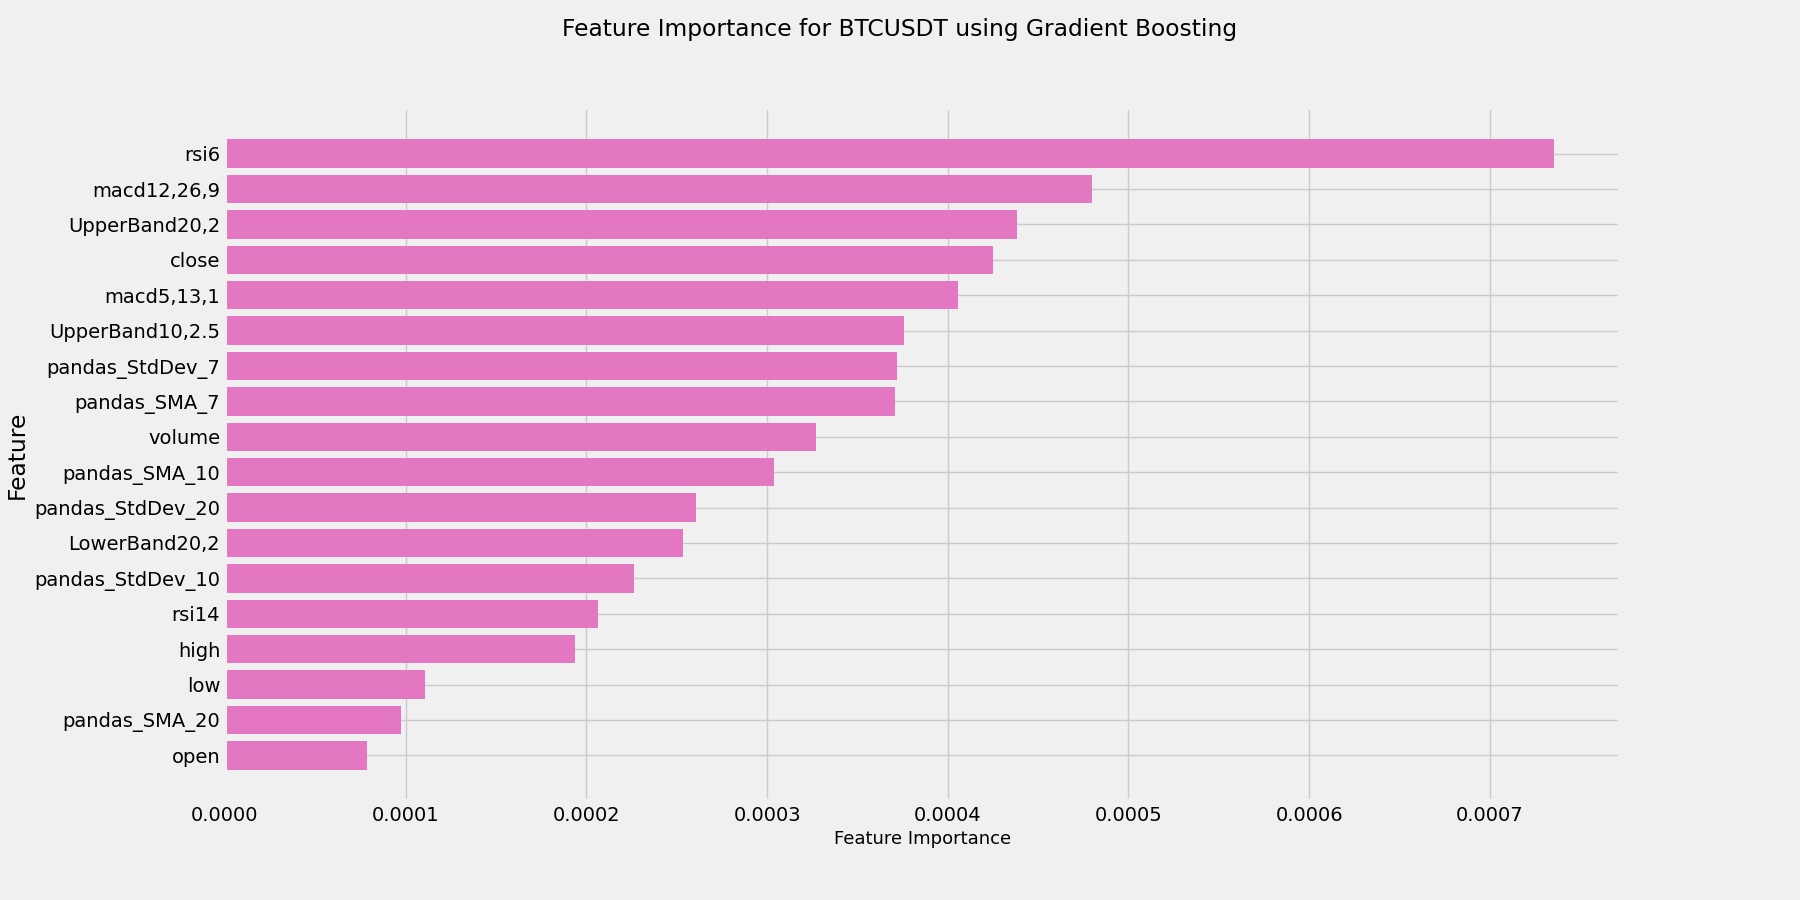 Feature Importance for BTCUSDT using Gradient Boosting
rsi6
macd12,26,9
UpperBand20,2
close
macd5,13,1
UpperBand10,2.5
pandas_StdDev_7
pandas_SMA_7
volume
pandas_SMA_10
pandas_StdDev_20
LowerBand20,2
pandas_StdDev_10
rsi14
high
low
pandas_SMA_20
open
Feature
0.0000 0.0001 0.0002 0.0003 0.0004 0.0005 0.0006 0.0007
Feature Importance